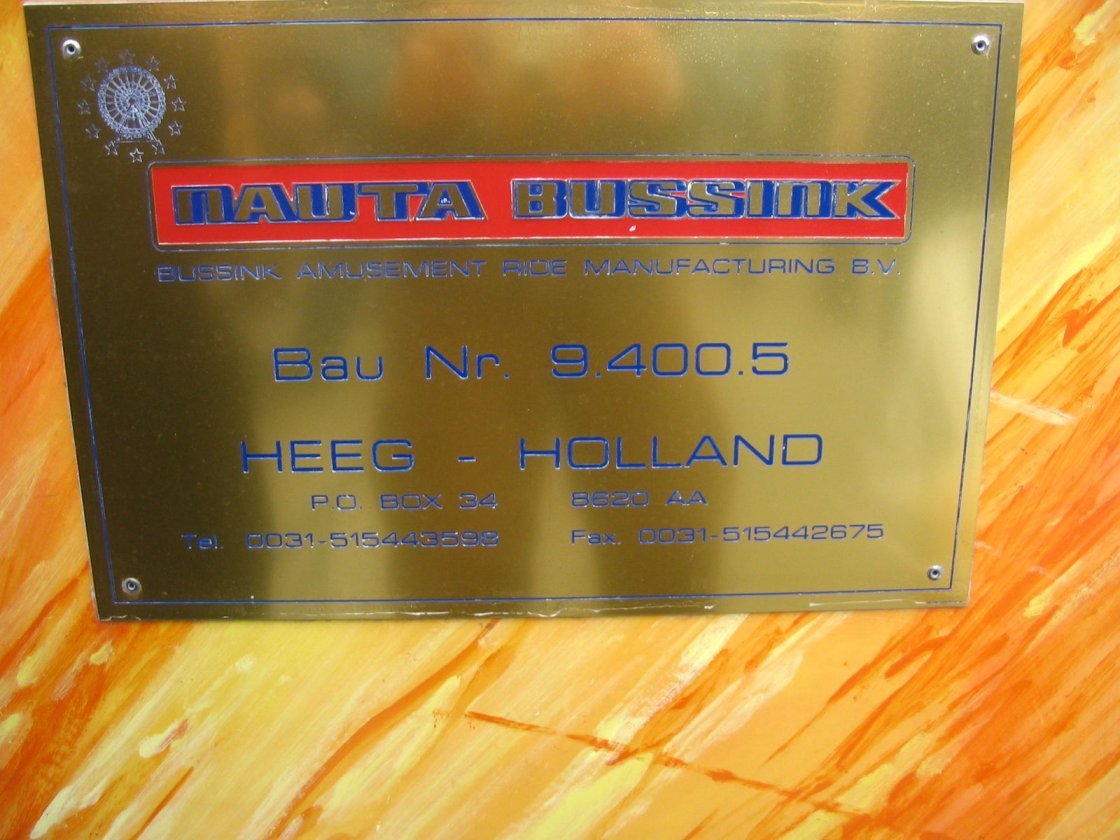 NAUTA BUSSINK
BUSSINK AMUSEMENT RIDE MANUFACTURING B.V.
Bau Nr. 9.400.5
HEEG - HOLLAND
P.O. BOX 34 8620 AA
Tel. 0031-515443598 Fax. 0031-515442675